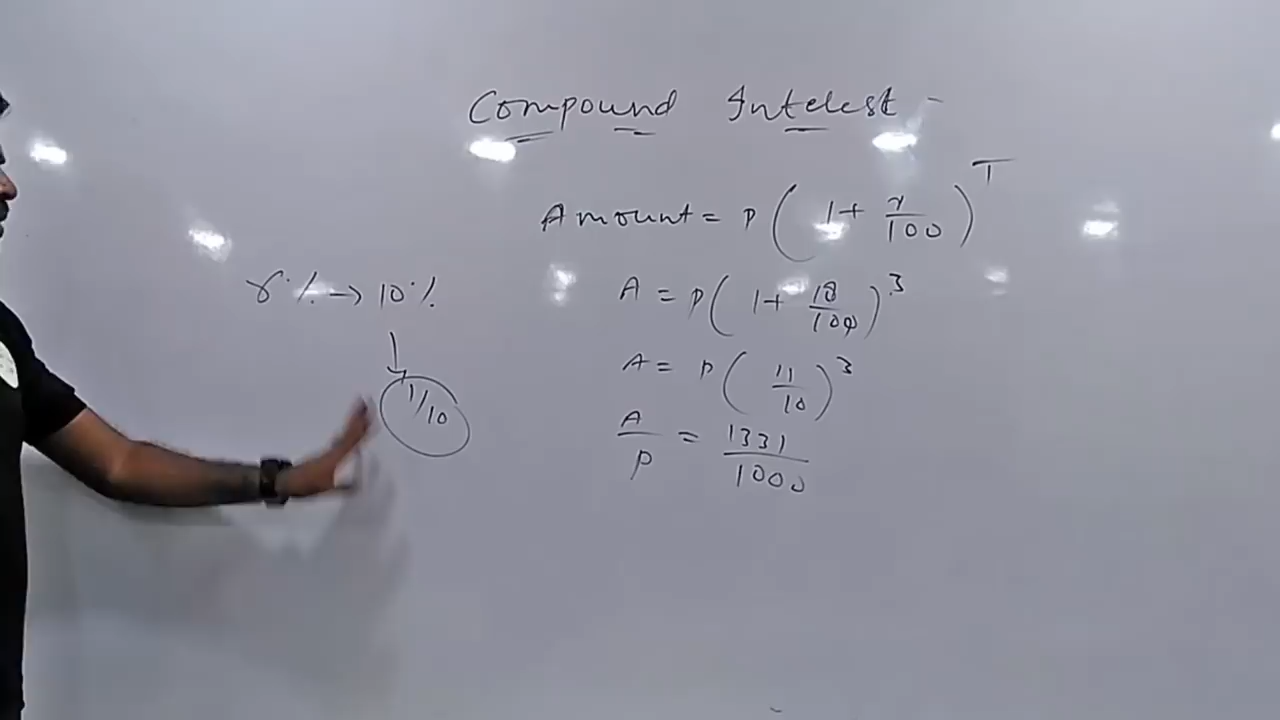 Compound Interest -
Amount = P(1+ r/100)^T
r% → 10%
A = P(1+ 10/100)^3
1/10
A = P(11/10)^3
A/P = 1331/1000